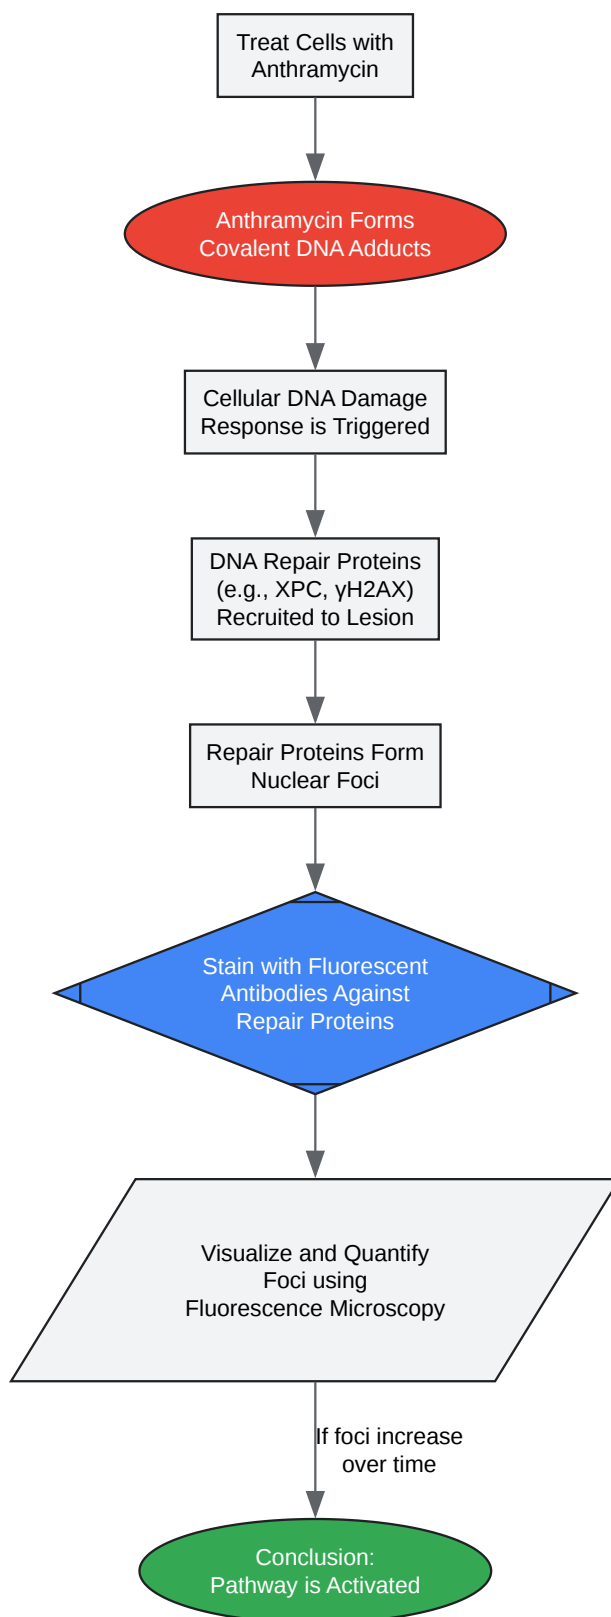 Treat Cells with
Anthramycin
Anthramycin Forms
Covalent DNA Adducts
Cellular DNA Damage
Response is Triggered
DNA Repair Proteins
(e.g., XPC, γH2AX)
Recruited to Lesion
Repair Proteins Form
Nuclear Foci
Stain with Fluorescent
Antibodies Against
Repair Proteins
Visualize and Quantify
Foci using
Fluorescence Microscopy
If foci increase
over time
Conclusion:
Pathway is Activated